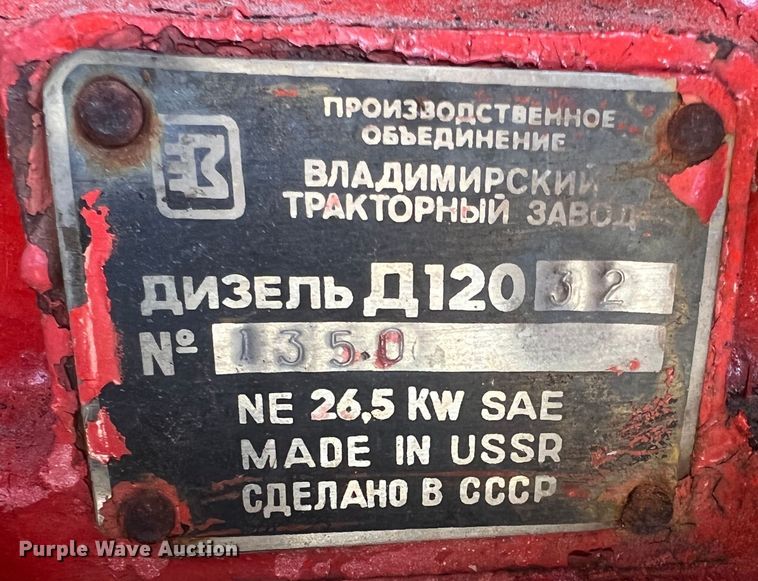 ПРОИЗВОДСТВЕННОЕ
ОБЪЕДИНЕНИЕ
ВЛАДИМИРСКИЙ
ТРАКТОРНЫЙ ЗАВОД
ДИЗЕЛЬ Д120 32
№ 1350
NE 26,5 KW SAE
MADE IN USSR
СДЕЛАНО В СССР
Purple Wave Auction